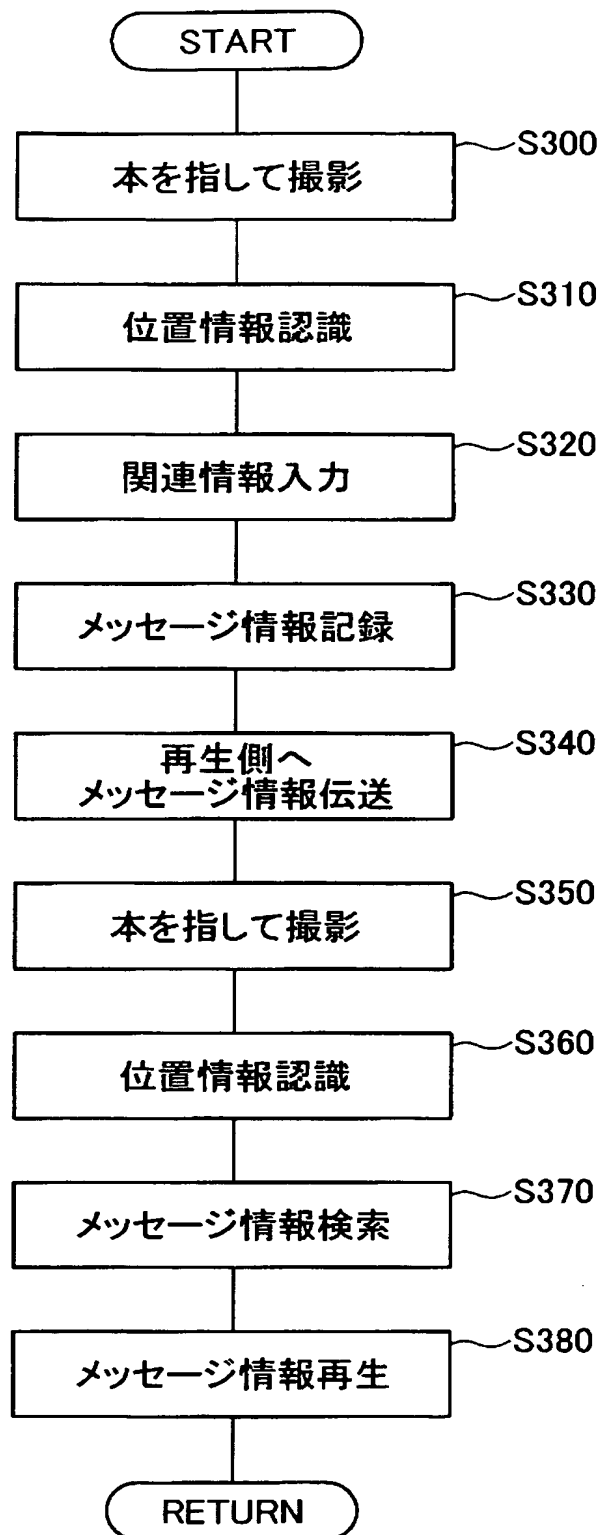 START
本を指して撮影
S300
位置情報認識
S310
関連情報入力
S320
メッセージ情報記録
S330
再生側へ
メッセージ情報伝送
S340
本を指して撮影
S350
位置情報認識
S360
メッセージ情報検索
S370
メッセージ情報再生
S380
RETURN